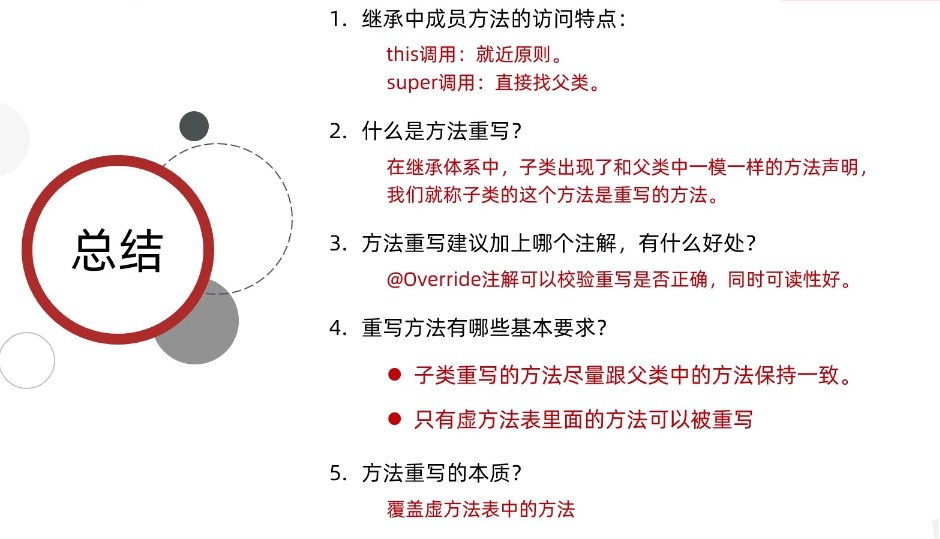 总结
1. 继承中成员方法的访问特点：
this调用：就近原则。
super调用：直接找父类。
2. 什么是方法重写？
在继承体系中，子类出现了和父类中一模一样的方法声明，
我们就称子类的这个方法是重写的方法。
3. 方法重写建议加上哪个注解，有什么好处？
@Override注解可以校验重写是否正确，同时可读性好。
4. 重写方法有哪些基本要求？
● 子类重写的方法尽量跟父类中的方法保持一致。
● 只有虚方法表里面的方法可以被重写
5. 方法重写的本质？
覆盖虚方法表中的方法